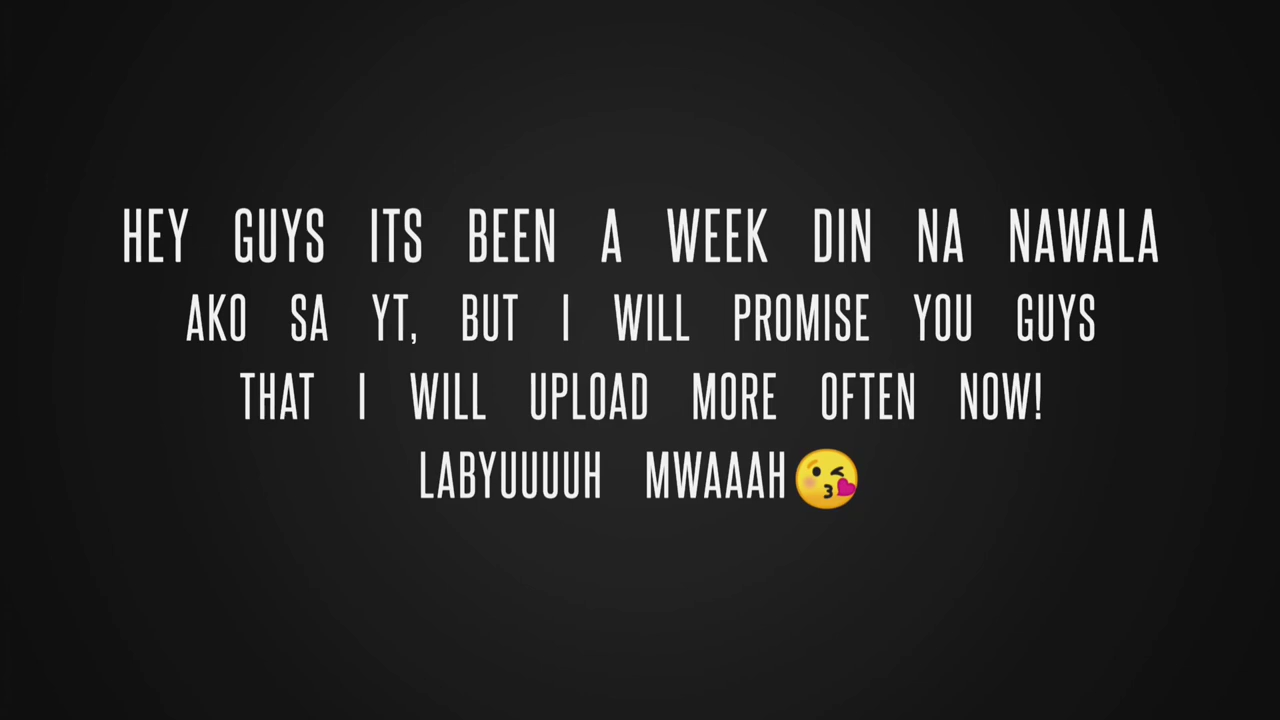 HEY GUYS ITS BEEN A WEEK DIN NA NAWALA
AKO SA YT, BUT I WILL PROMISE YOU GUYS
THAT I WILL UPLOAD MORE OFTEN NOW!
LABYUUUUH MWAAAH😘